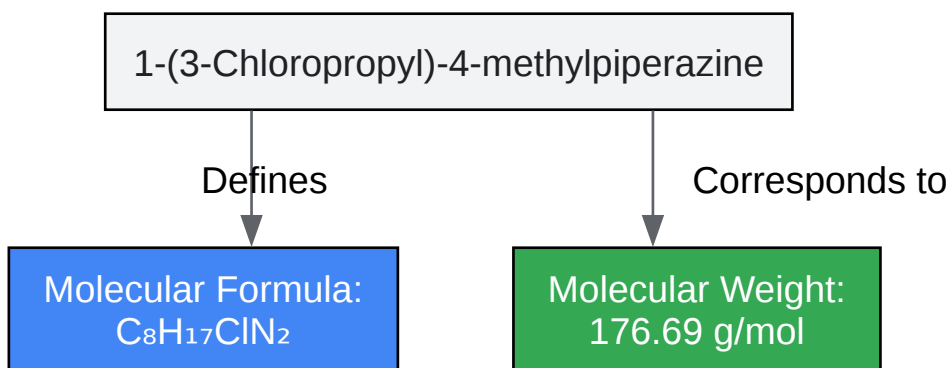 1-(3-Chloropropyl)-4-methylpiperazine
Defines
Corresponds to
Molecular Formula:
C₈H₁₇ClN₂
Molecular Weight:
176.69 g/mol